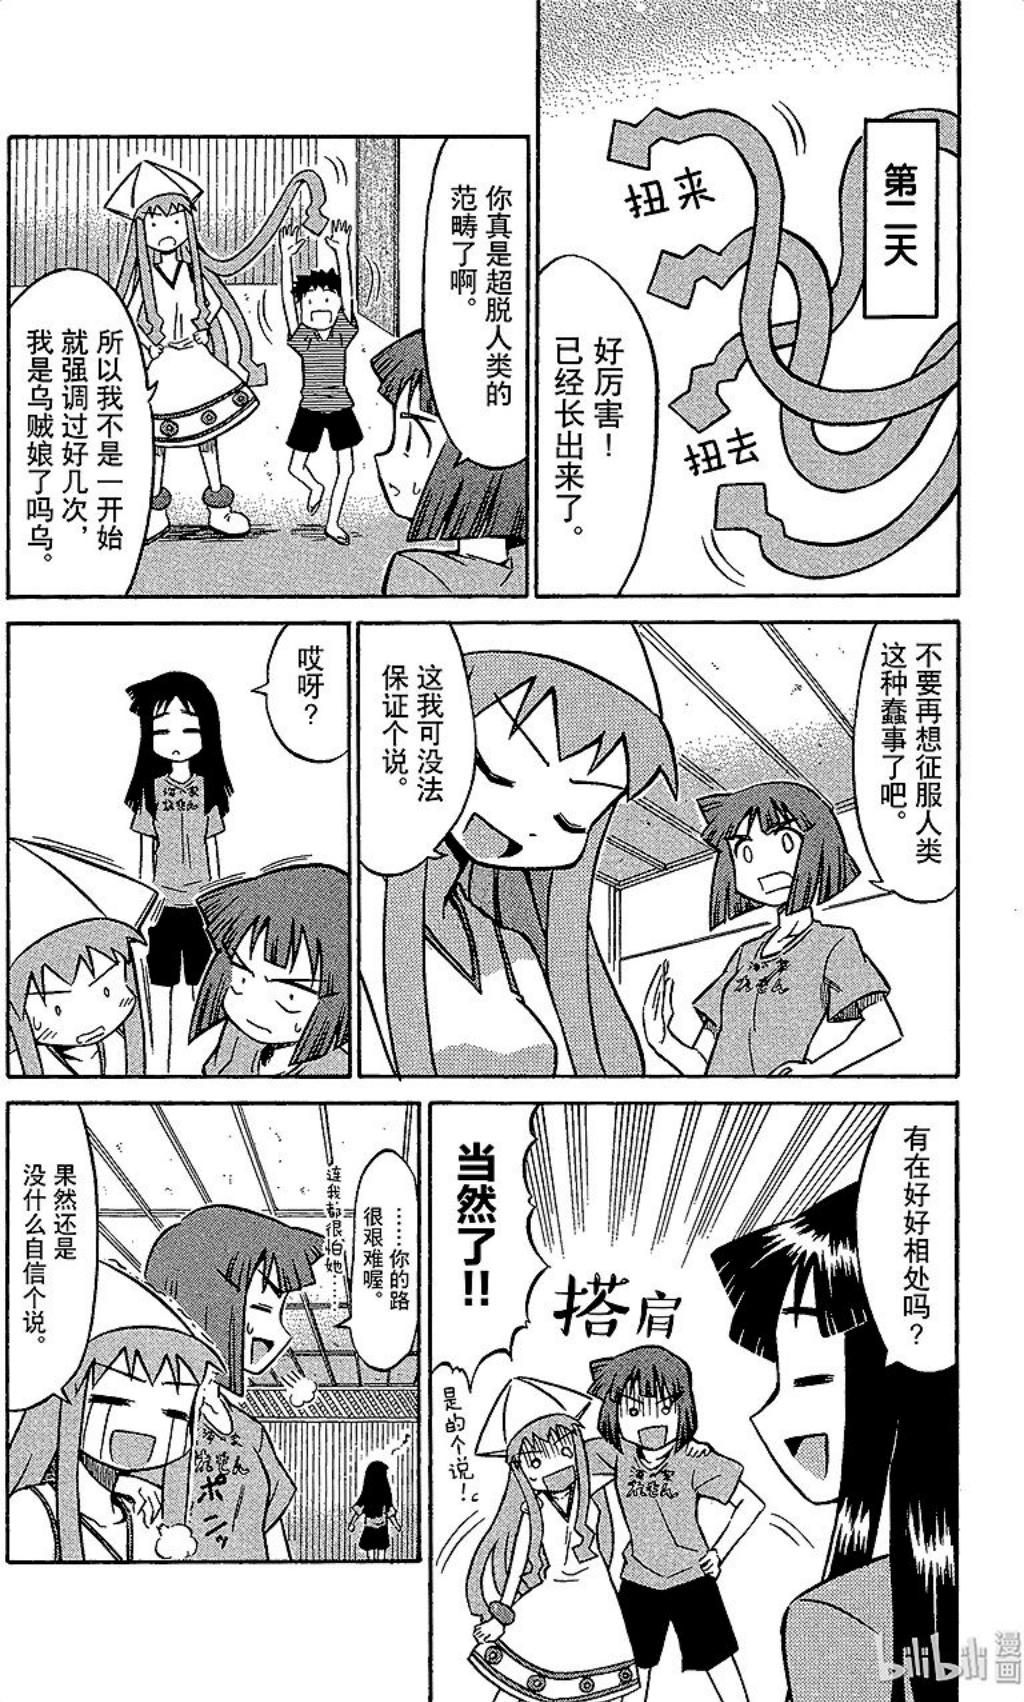 第二天
扭来
扭去
好厉害！
已经长出来了。
你真是超脱人类的
范畴了啊。
所以我不是一开始
就强调过好几次，
我是乌贼娘了吗乌。
不要再想征服人类
这种蠢事了吧。
这我可没法
保证个说。
哎呀？
有在好好相处吗？
当然了!!
搭肩
是的个说！
……你的路
很艰难喔。
连我都很怕她……
果然还是
没什么自信个说。
ポ
ン
bilibili漫画